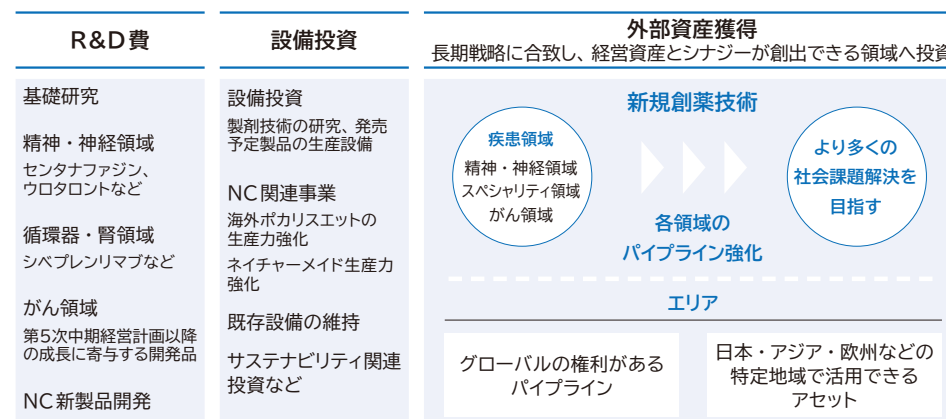 R&D費
基礎研究
精神・神経領域
センタナファジン、
ウロタロントなど
循環器・腎領域
シベプレンリマブなど
がん領域
第5次中期経営計画以降
の成長に寄与する開発品
NC新製品開発
設備投資
設備投資
製剤技術の研究、発売
予定製品の生産設備
NC関連事業
海外ポカリスエットの
生産力強化
ネイチャーメイド生産力
強化
既存設備の維持
サステナビリティ関連
投資など
外部資産獲得
長期戦略に合致し、経営資産とシナジーが創出できる領域へ投資
新規創薬技術
疾患領域
精神・神経領域
スペシャリティ領域
がん領域
各領域の
パイプライン強化
より多くの
社会課題解決を
目指す
エリア
グローバルの権利がある
パイプライン
日本・アジア・欧州などの
特定地域で活用できる
アセット